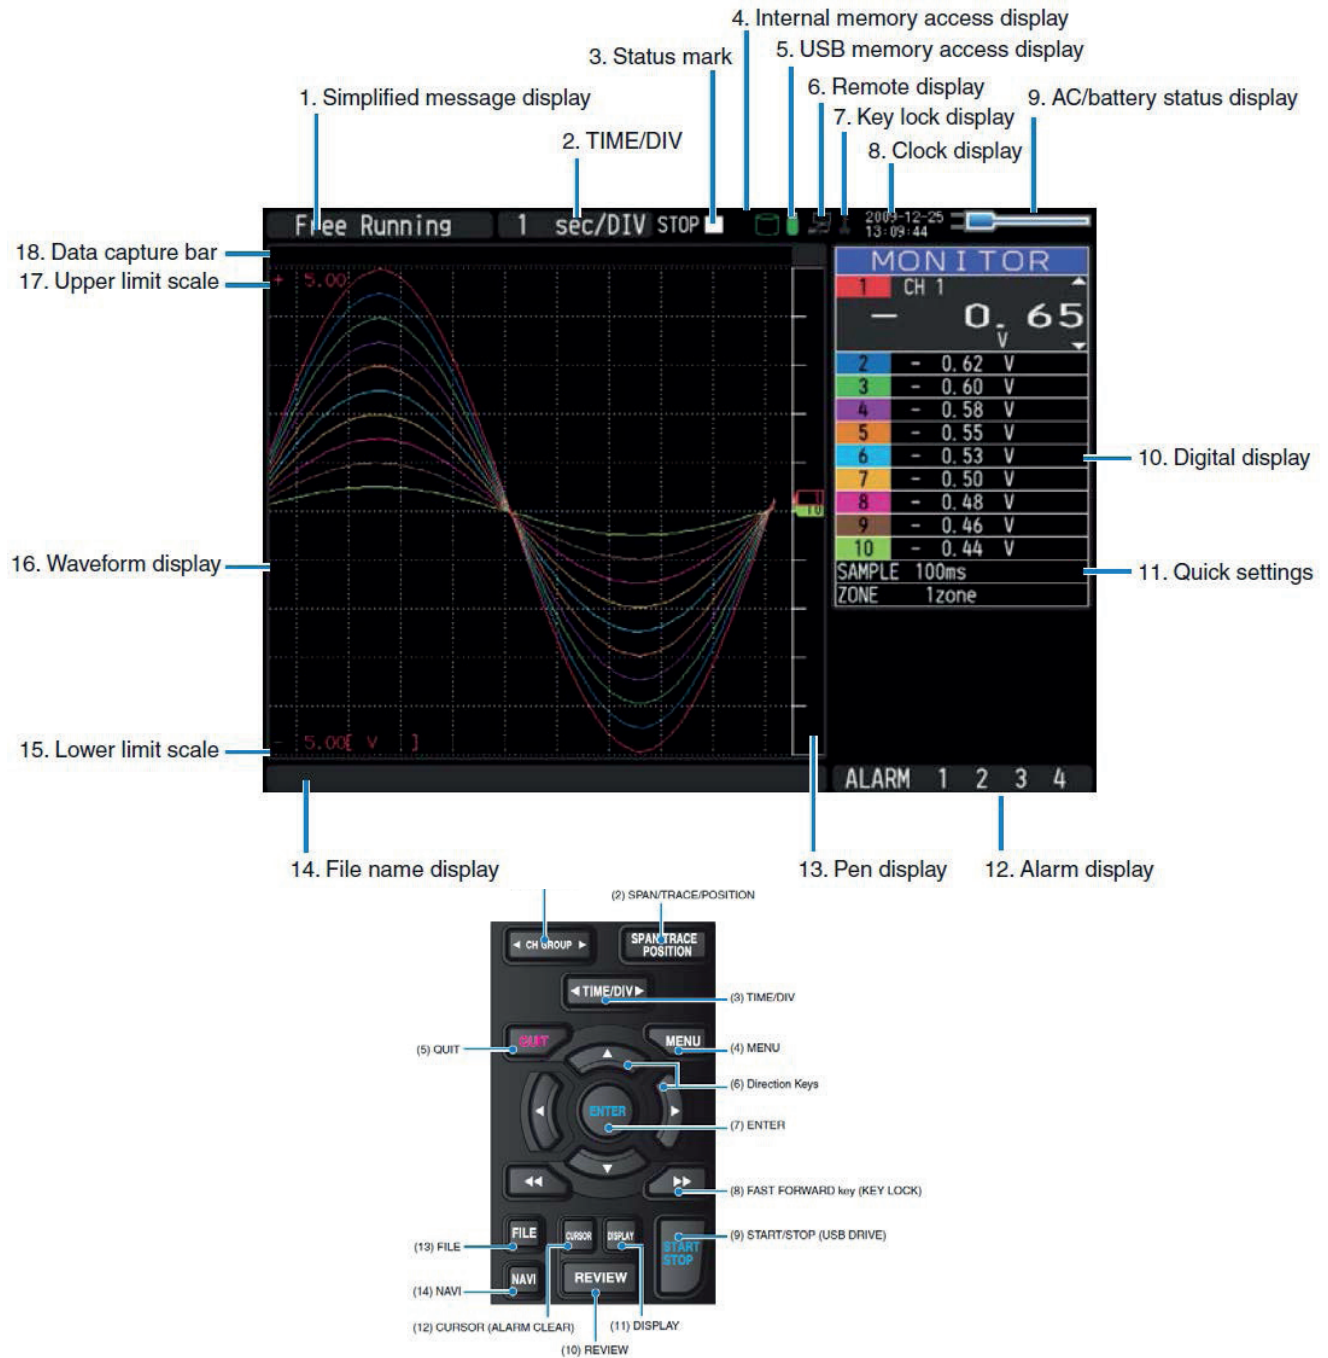 4. Internal memory access display
5. USB memory access display
3. Status mark
6. Remote display
9. AC/battery status display
1. Simplified message display
7. Key lock display
2. TIME/DIV
8. Clock display
Free Running 1 sec/DIV STOP 2009-12-25
13:09:44
18. Data capture bar
17. Upper limit scale
+ 5.00
MONITOR
1 CH 1
- 0.65
V
2 - 0.62 V
3 - 0.60 V
4 - 0.58 V
5 - 0.55 V
6 - 0.53 V
7 - 0.50 V
8 - 0.48 V
9 - 0.46 V
10 - 0.44 V
10. Digital display
1
10
16. Waveform display
SAMPLE 100ms
11. Quick settings
ZONE 1zone
15. Lower limit scale
- 5.00[ V ]
ALARM 1 2 3 4
14. File name display
13. Pen display
12. Alarm display
(2) SPAN/TRACE/POSITION
◀ CH GROUP ▶
SPAN/TRACE
POSITION
◀TIME/DIV▶
(3) TIME/DIV
(5) QUIT
QUIT
MENU
(4) MENU
(6) Direction Keys
ENTER
(7) ENTER
(8) FAST FORWARD key (KEY LOCK)
FILE
CURSOR
DISPLAY
START
STOP
(9) START/STOP (USB DRIVE)
(13) FILE
NAVI
REVIEW
(14) NAVI
(12) CURSOR (ALARM CLEAR)
(11) DISPLAY
(10) REVIEW